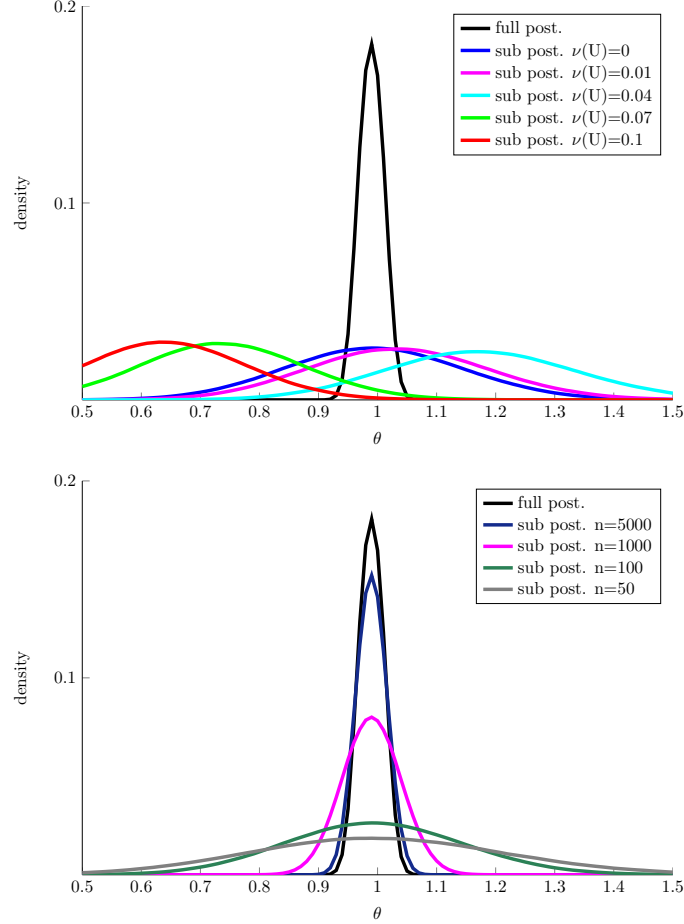 0.2
full post.
sub post. ν(U)=0
sub post. ν(U)=0.01
sub post. ν(U)=0.04
sub post. ν(U)=0.07
sub post. ν(U)=0.1
density
0.1
0.5 0.6 0.7 0.8 0.9 1 1.1 1.2 1.3 1.4 1.5
θ
0.2
full post.
sub post. n=5000
sub post. n=1000
sub post. n=100
sub post. n=50
density
0.1
0.5 0.6 0.7 0.8 0.9 1 1.1 1.2 1.3 1.4 1.5
θ